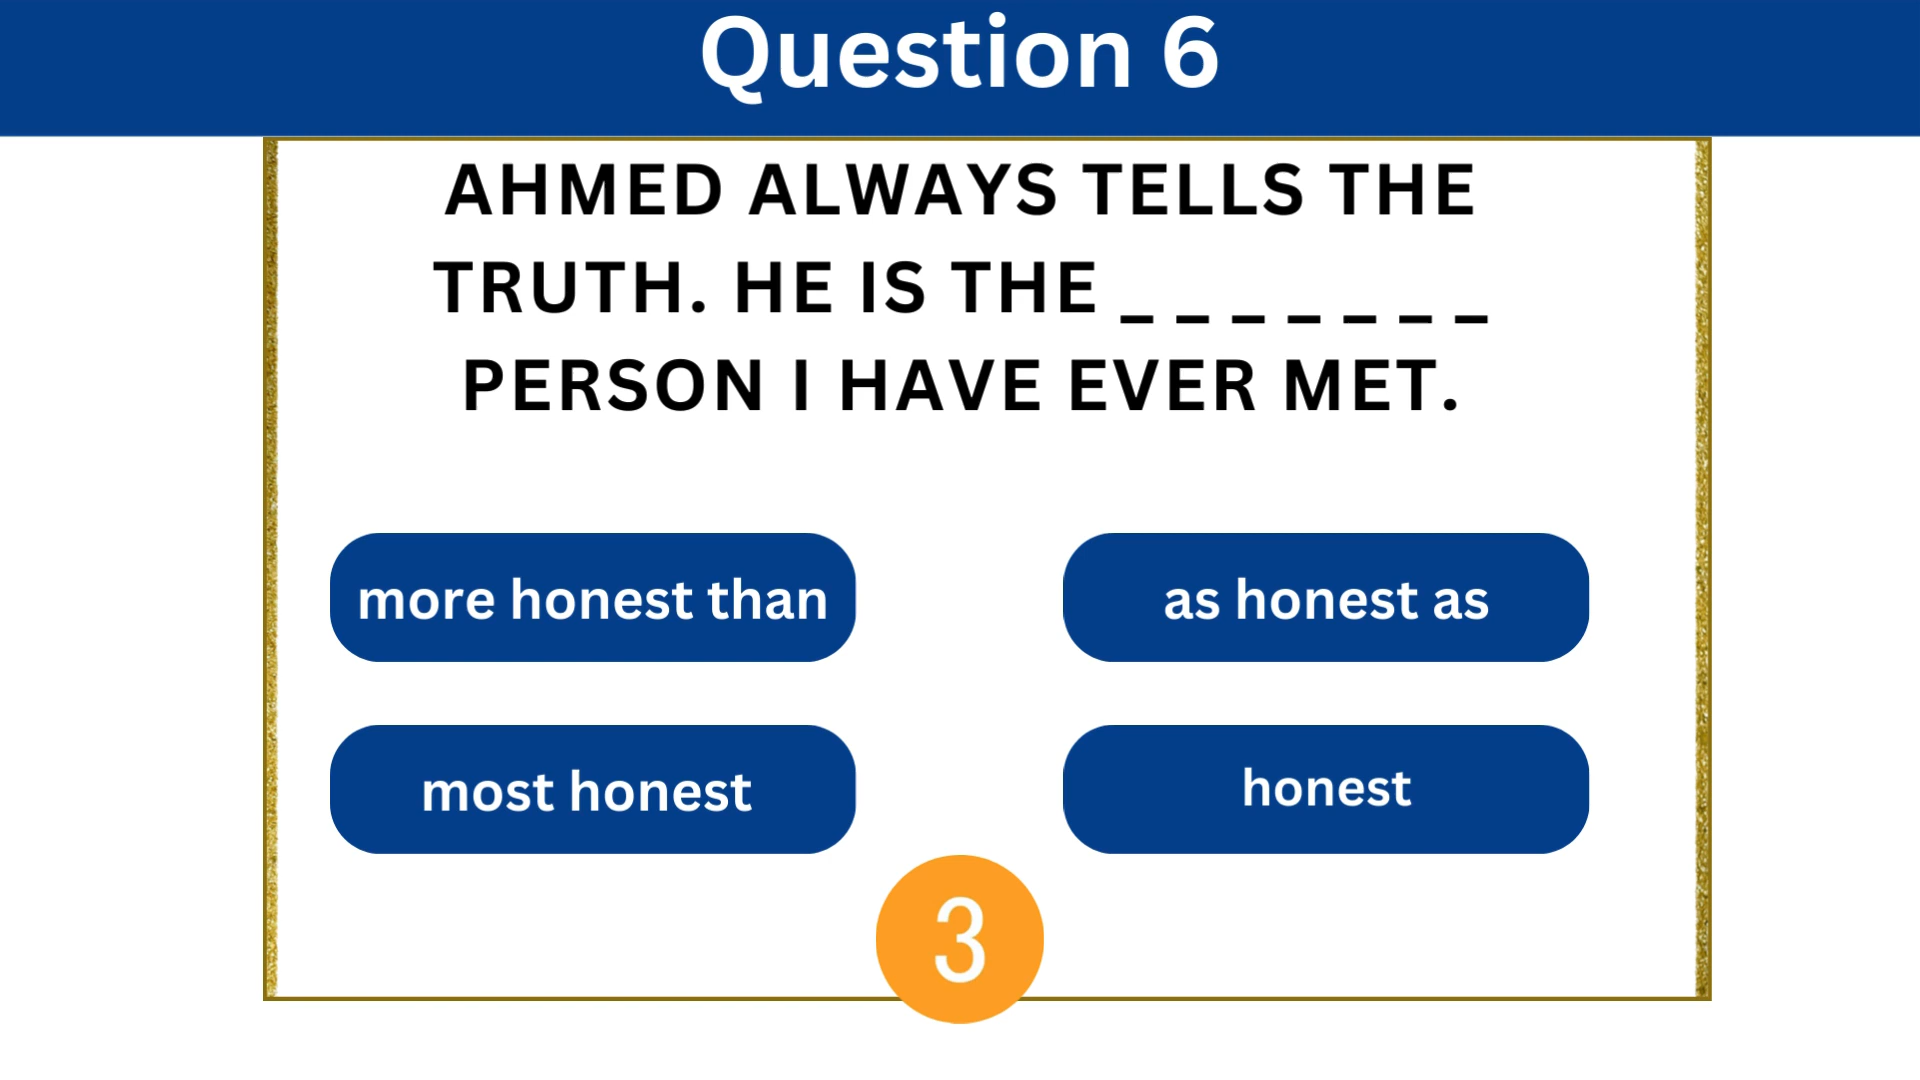 Question 6
AHMED ALWAYS TELLS THE
TRUTH. HE IS THE _ _ _ _ _ _ _
PERSON I HAVE EVER MET.
more honest than
as honest as
most honest
honest
3